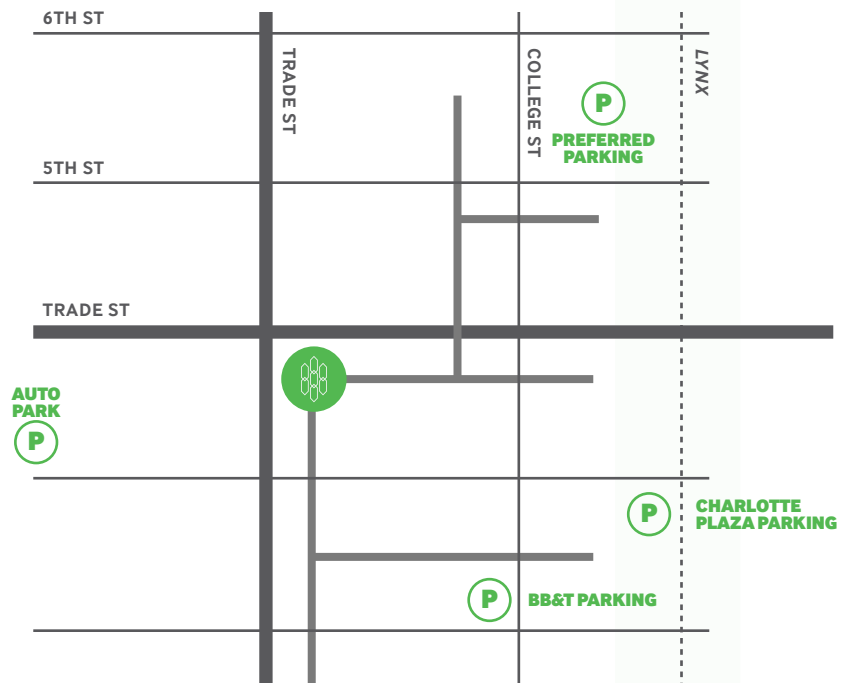 6TH ST
TRADE ST
COLLEGE ST
LYNX
P
PREFERRED
PARKING
5TH ST
TRADE ST
AUTO
PARK
P
P
CHARLOTTE
PLAZA PARKING
P
BB&T PARKING